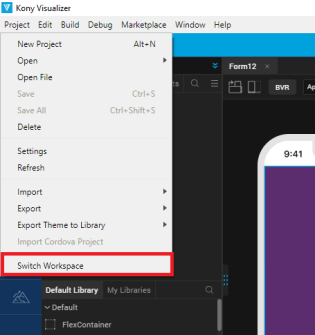 Kony Visualizer
Project Edit Build Debug Marketplace Window Help
New Project Alt+N
Open
Form12 ×
Open File
Save Ctrl+S
BVR
Save All Ctrl+Shift+S
Delete
Settings
Refresh
9:41
Import
Export
Export Theme to Library
Import Cordova Project
Switch Workspace
Default Library My Libraries
Default
FlexContainer